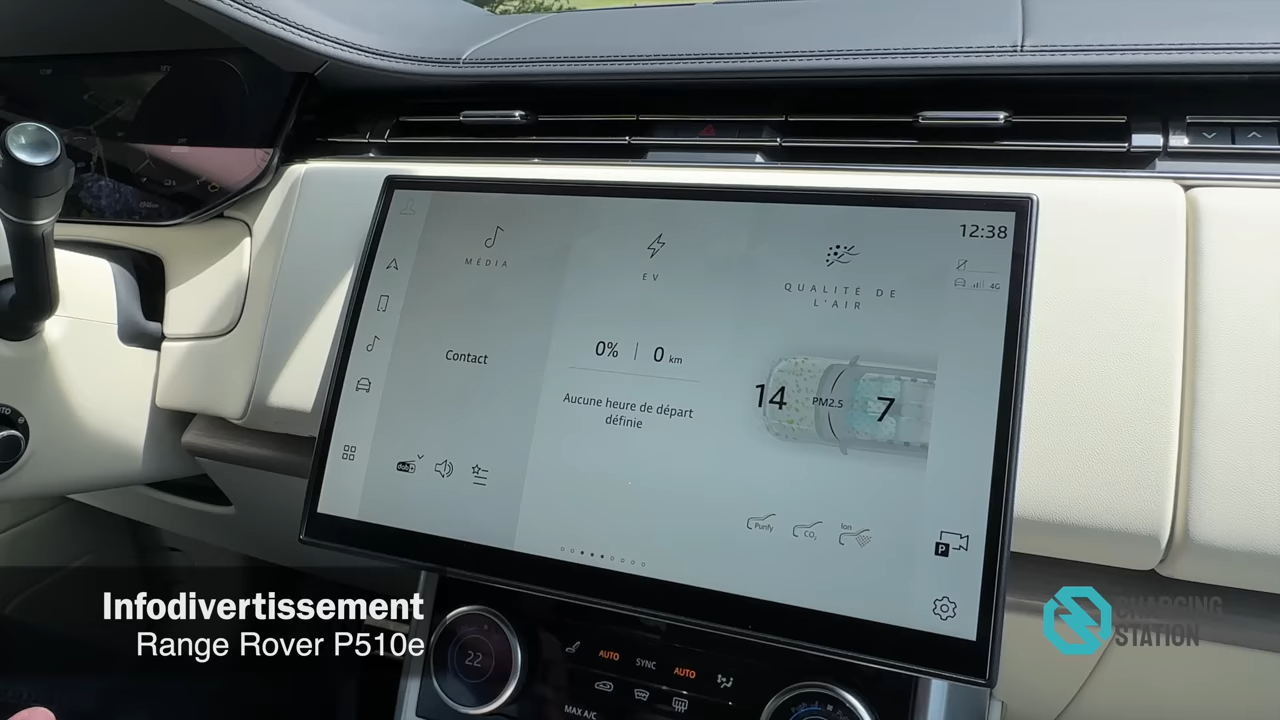 12:38
4G
MÉDIA
EV
QUALITÉ DE
L'AIR
Contact
0% | 0 km
Aucune heure de départ
définie
14 PM2.5 7
dab
Purify
CO2
Ion
P
Infodivertissement
Range Rover P510e
CHARGING
STATION
22
AUTO
SYNC
AUTO
MAX A/C